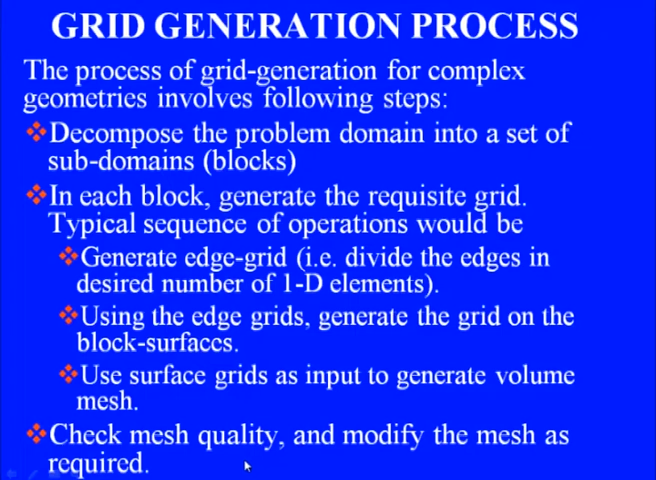 GRID GENERATION PROCESS
The process of grid-generation for complex
geometries involves following steps:
❖Decompose the problem domain into a set of
sub-domains (blocks)
❖In each block, generate the requisite grid.
Typical sequence of operations would be
❖Generate edge-grid (i.e. divide the edges in
desired number of 1-D elements).
❖Using the edge grids, generate the grid on the
block-surfaces.
❖Use surface grids as input to generate volume
mesh.
❖Check mesh quality, and modify the mesh as
required.